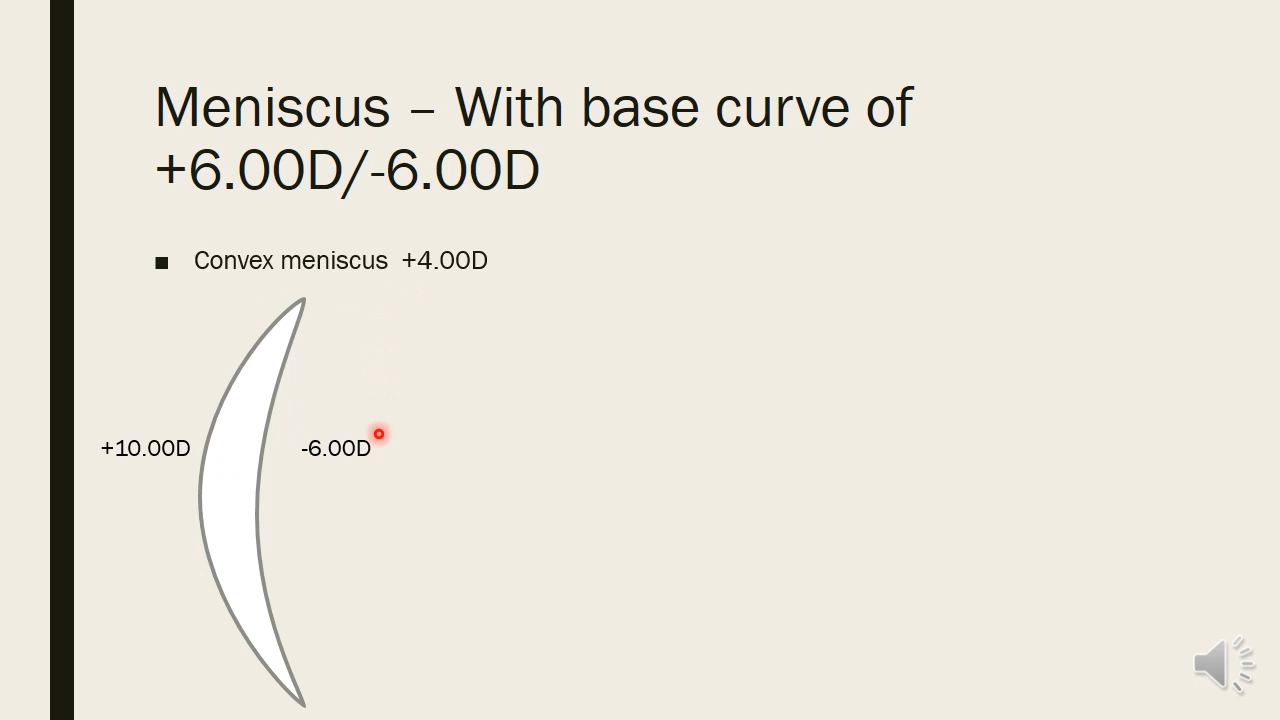 Meniscus – With base curve of
+6.00D/-6.00D
■ Convex meniscus +4.00D
+10.00D
-6.00D